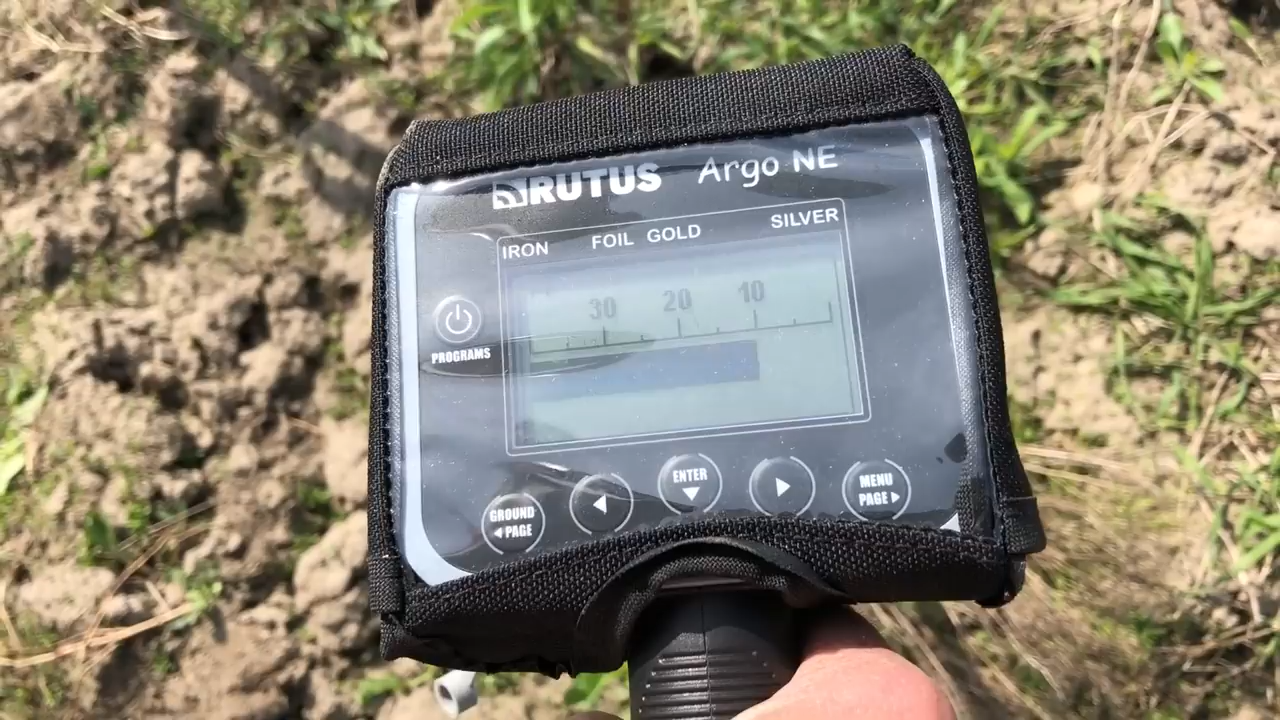 RUTUS Argo NE
IRON FOIL GOLD SILVER
30 20 10
PROGRAMS
GROUND
◀ PAGE
◀
ENTER
▼
▶
MENU
PAGE ▶